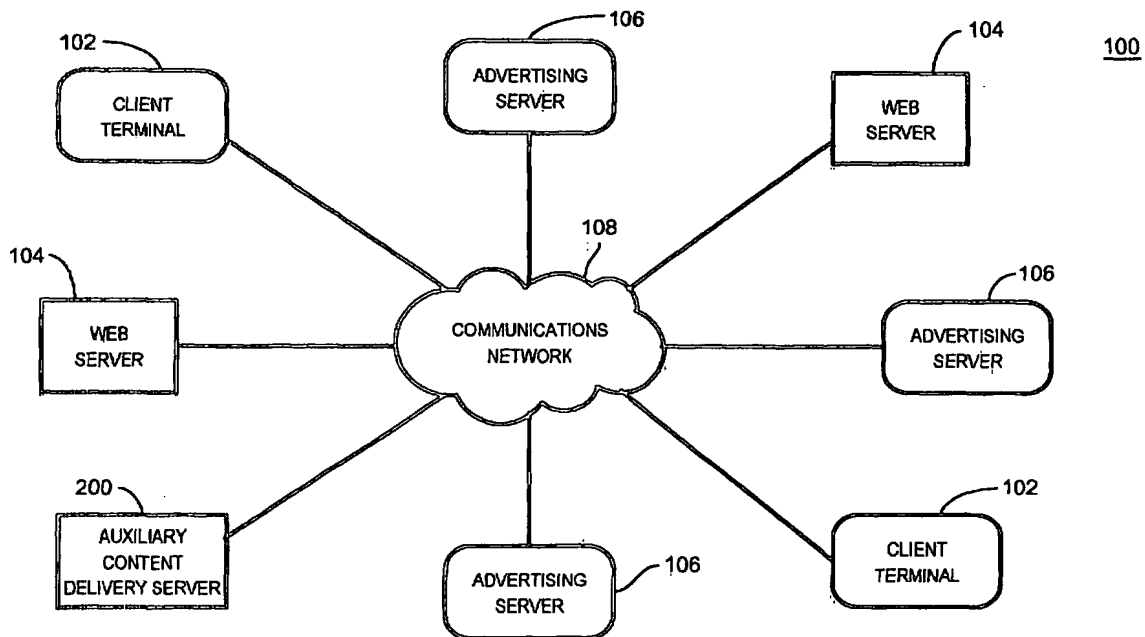 106
102
104
100
ADVERTISING
SERVER
CLIENT
TERMINAL
WEB
SERVER
108
104
106
COMMUNICATIONS
NETWORK
WEB
SERVER
ADVERTISING
SERVER
200
102
AUXILIARY
CONTENT
DELIVERY SERVER
106
ADVERTISING
SERVER
CLIENT
TERMINAL